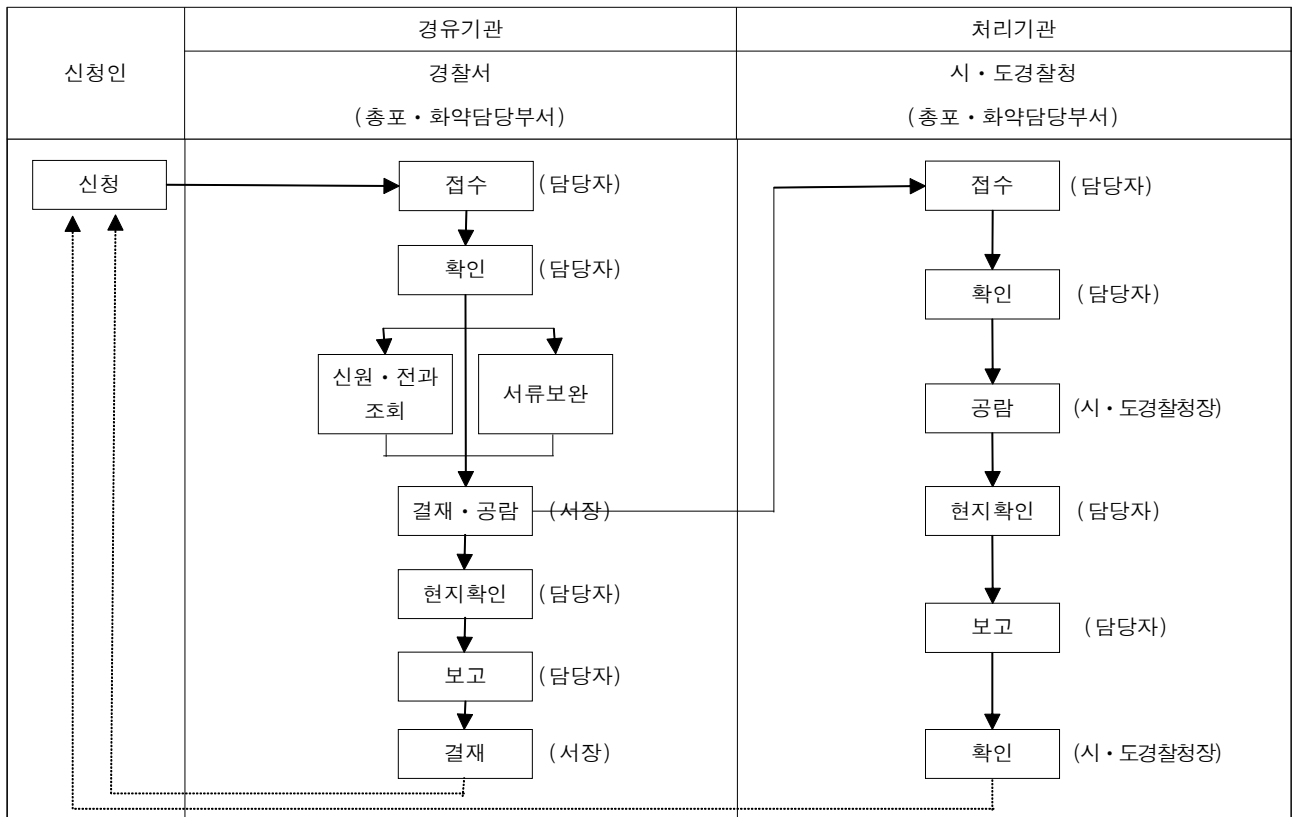 신청인
경유기관
처리기관
경찰서
(총포・화약담당부서)
시・도경찰청
(총포・화약담당부서)
신청
접수 (담당자)
확인 (담당자)
신원・전과
조회
서류보완
결재・공람 (서장)
현지확인 (담당자)
보고 (담당자)
결재 (서장)
접수 (담당자)
확인 (담당자)
공람 (시・도경찰청장)
현지확인 (담당자)
보고 (담당자)
확인 (시・도경찰청장)